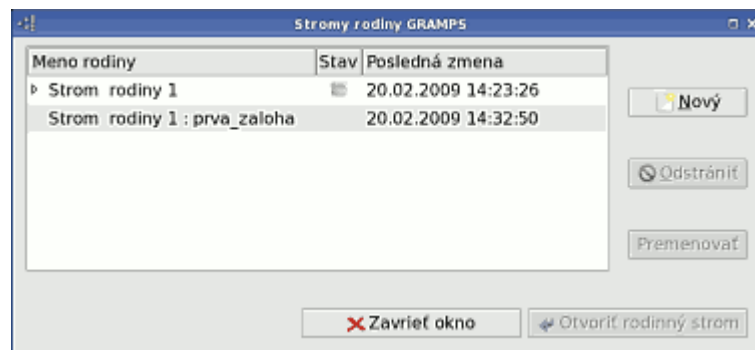 Stromy rodiny GRAMPS
Meno rodiny Stav Posledná zmena
Strom rodiny 1 20.02.2009 14:23:26
Strom rodiny 1 : prva_zaloha 20.02.2009 14:32:50
Nový
Odstrániť
Premenovať
Zavrieť okno Otvoriť rodinný strom